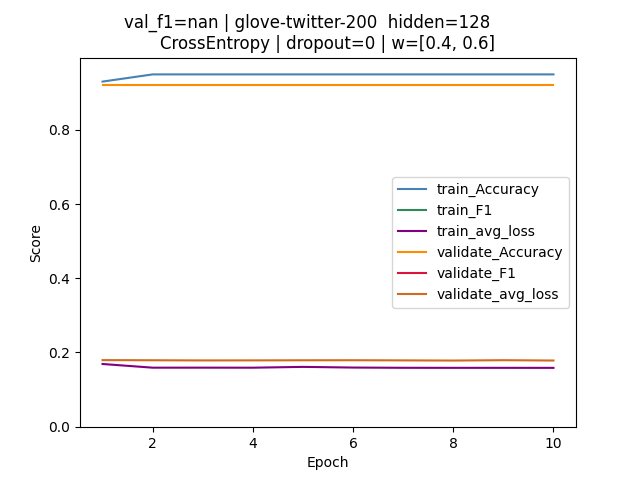 val_f1=nan | glove-twitter-200  hidden=128
CrossEntropy | dropout=0 | w=[0.4, 0.6]
Score
0.8
0.6
0.4
0.2
0.0
train_Accuracy
train_F1
train_avg_loss
validate_Accuracy
validate_F1
validate_avg_loss
2 4 6 8 10
Epoch